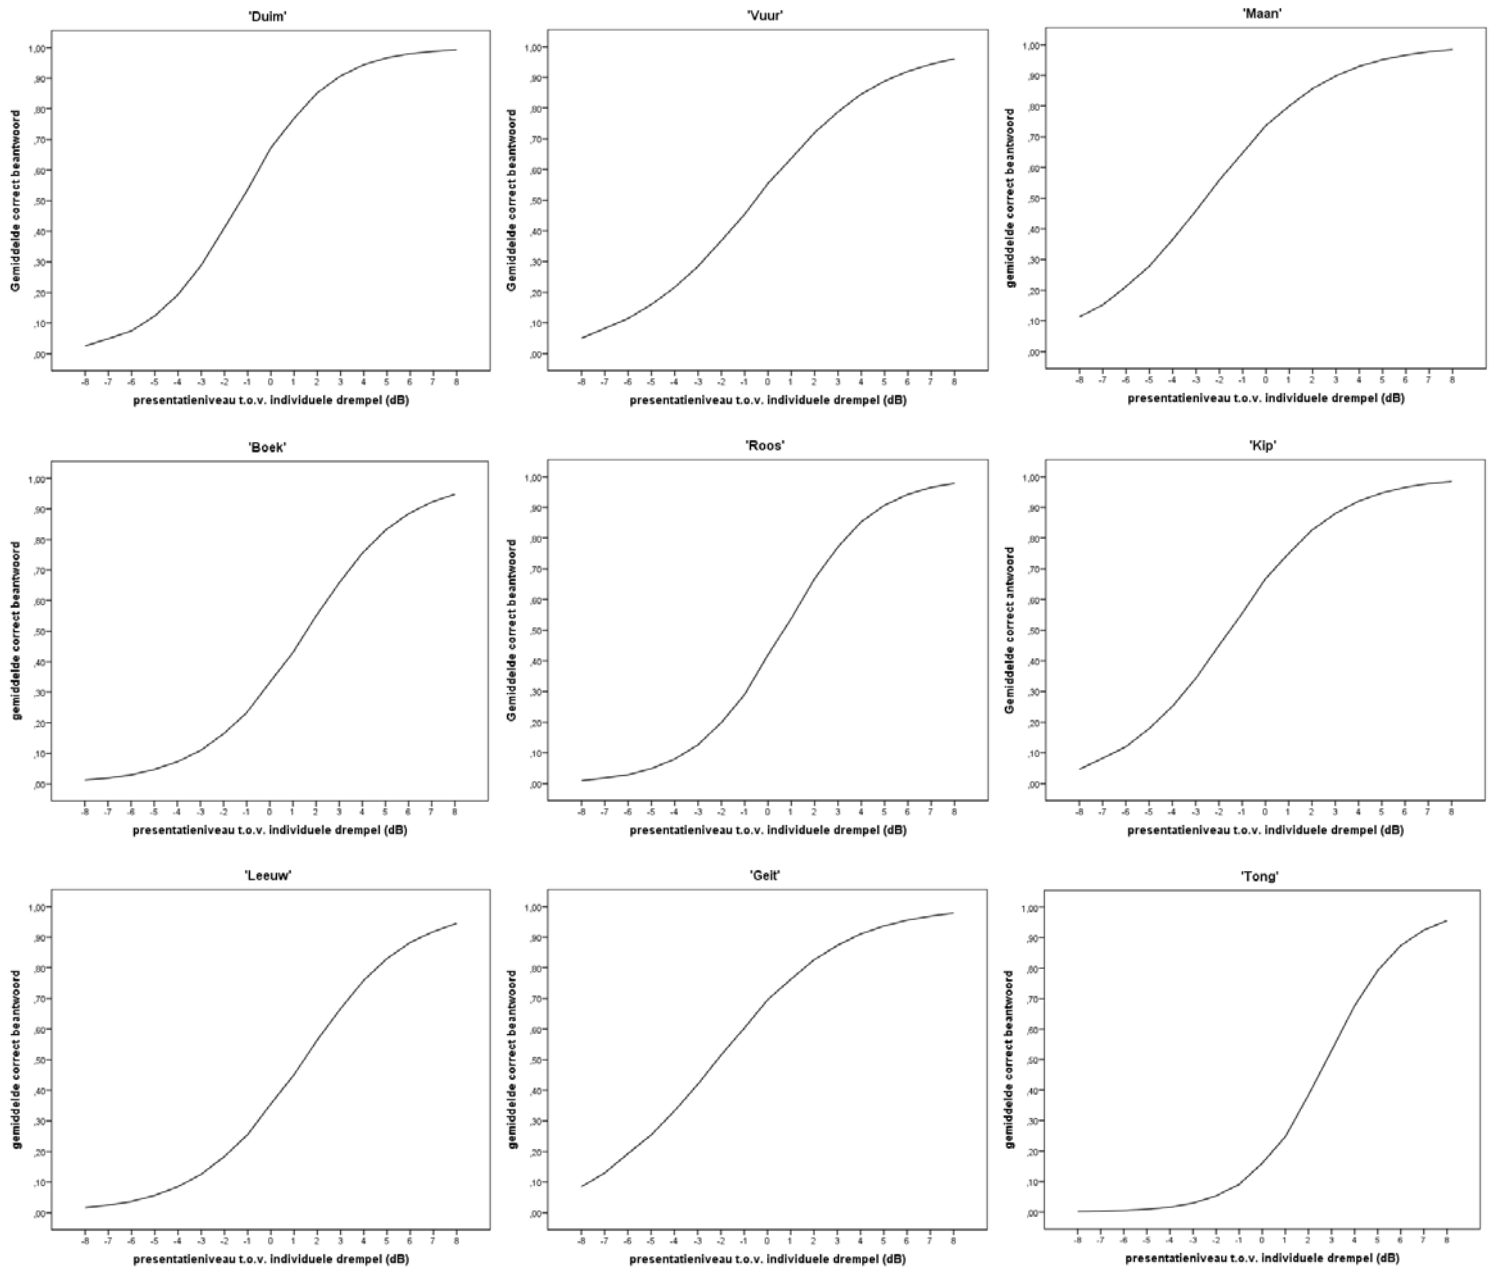 'Duim'
Gemiddelde correct beantwoord
1,00
,90
,80
,70
,60
,50
,40
,30
,20
,10
,00
-8 -7 -6 -5 -4 -3 -2 -1 0 1 2 3 4 5 6 7 8
presentatieniveau t.o.v. individuele drempel (dB)
'Vuur'
Gemiddelde correct beantwoord
1,00
,90
,80
,70
,60
,50
,40
,30
,20
,10
,00
-8 -7 -6 -5 -4 -3 -2 -1 0 1 2 3 4 5 6 7 8
presentatieniveau t.o.v. individuele drempel (dB)
'Maan'
gemiddelde correct beantwoord
1,00
,90
,80
,70
,60
,50
,40
,30
,20
,10
,00
-8 -7 -6 -5 -4 -3 -2 -1 0 1 2 3 4 5 6 7 8
presentatieniveau t.o.v. individuele drempel (dB)
'Boek'
gemiddelde correct beantwoord
1,00
,90
,80
,70
,60
,50
,40
,30
,20
,10
,00
-8 -7 -6 -5 -4 -3 -2 -1 0 1 2 3 4 5 6 7 8
presentatieniveau t.o.v. individuele drempel (dB)
'Roos'
Gemiddelde correct beantwoord
1,00
,90
,80
,70
,60
,50
,40
,30
,20
,10
,00
-8 -7 -6 -5 -4 -3 -2 -1 0 1 2 3 4 5 6 7 8
presentatieniveau t.o.v. individuele drempel (dB)
'Kip'
Gemiddelde correct antwoord
1,00
,90
,80
,70
,60
,50
,40
,30
,20
,10
,00
-8 -7 -6 -5 -4 -3 -2 -1 0 1 2 3 4 5 6 7 8
presentatieniveau t.o.v. individuele drempel (dB)
'Leeuw'
gemiddelde correct beantwoord
1,00
,90
,80
,70
,60
,50
,40
,30
,20
,10
,00
-8 -7 -6 -5 -4 -3 -2 -1 0 1 2 3 4 5 6 7 8
presentatieniveau t.o.v. individuele drempel (dB)
'Geit'
gemiddelde correct beantwoord
1,00
,90
,80
,70
,60
,50
,40
,30
,20
,10
,00
-8 -7 -6 -5 -4 -3 -2 -1 0 1 2 3 4 5 6 7 8
presentatieniveau t.o.v. individuele drempel (dB)
'Tong'
gemiddelde correct beantwoord
1,00
,90
,80
,70
,60
,50
,40
,30
,20
,10
,00
-8 -7 -6 -5 -4 -3 -2 -1 0 1 2 3 4 5 6 7 8
presentatieniveau t.o.v. individuele drempel (dB)